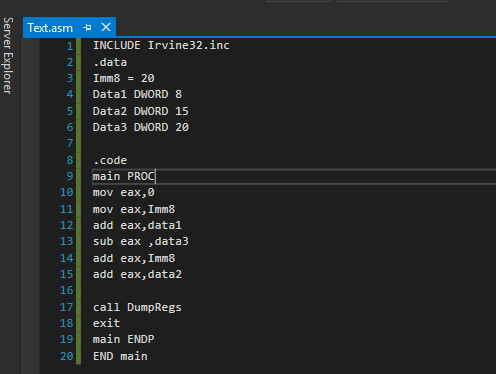 Server Explorer
Text.asm
1 INCLUDE Irvine32.inc
2 .data
3 Imm8 = 20
4 Data1 DWORD 8
5 Data2 DWORD 15
6 Data3 DWORD 20
7
8 .code
9 main PROC
10 mov eax,0
11 mov eax,Imm8
12 add eax,data1
13 sub eax ,data3
14 add eax,Imm8
15 add eax,data2
16
17 call DumpRegs
18 exit
19 main ENDP
20 END main